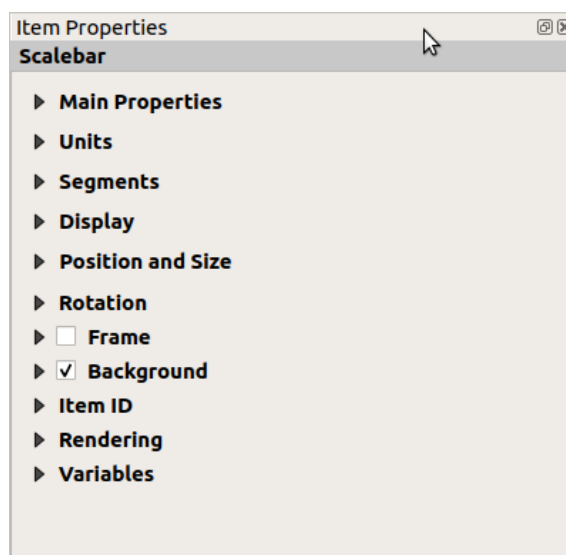 Item Properties
Scalebar
Main Properties
Units
Segments
Display
Position and Size
Rotation
Frame
Background
Item ID
Rendering
Variables